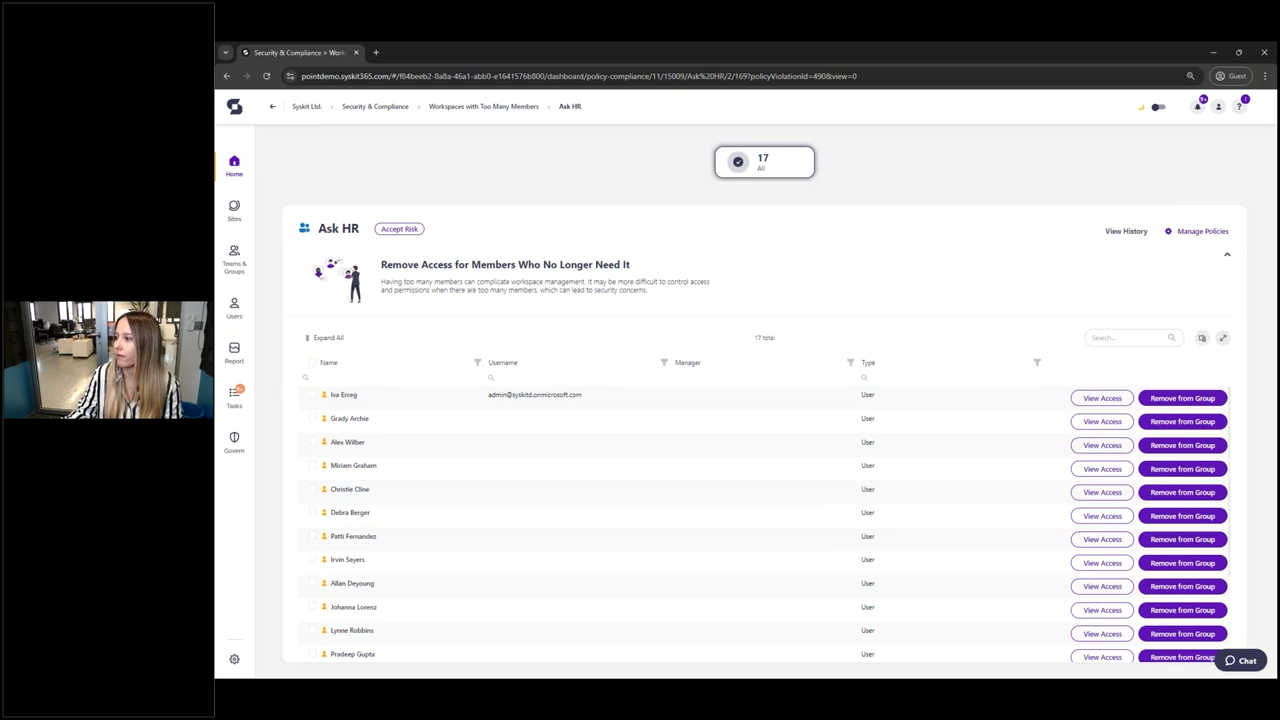 Security & Compliance > Work
pointdemo.syskit365.com/#/f84beeb2-8a8a-46a1-abb0-e1641576b800/dashboard/policy-compliance/11/15009/Ask%20HR/2/169?policyViolationId=490&view=0
Guest
Syskit Ltd. Security & Compliance Workspaces with Too Many Members Ask HR
9+ !
17
All
Home
Sites
Teams & Groups
Users
Report
9+
Tasks
Govern
Ask HR Accept Risk View History Manage Policies
Remove Access for Members Who No Longer Need It
Having too many members can complicate workspace management. It may be more difficult to control access
and permissions when there are too many members, which can lead to security concerns.
Expand All 17 total Search...
Name Username Manager Type
Iva Erceg admin@syskitd.onmicrosoft.com User View Access Remove from Group
Grady Archie User View Access Remove from Group
Alex Wilber User View Access Remove from Group
Miriam Graham User View Access Remove from Group
Christie Cline User View Access Remove from Group
Debra Berger User View Access Remove from Group
Patti Fernandez User View Access Remove from Group
Irvin Sayers User View Access Remove from Group
Allan Deyoung User View Access Remove from Group
Johanna Lorenz User View Access Remove from Group
Lynne Robbins User View Access Remove from Group
Pradeep Gupta User View Access Remove from Group
Chat